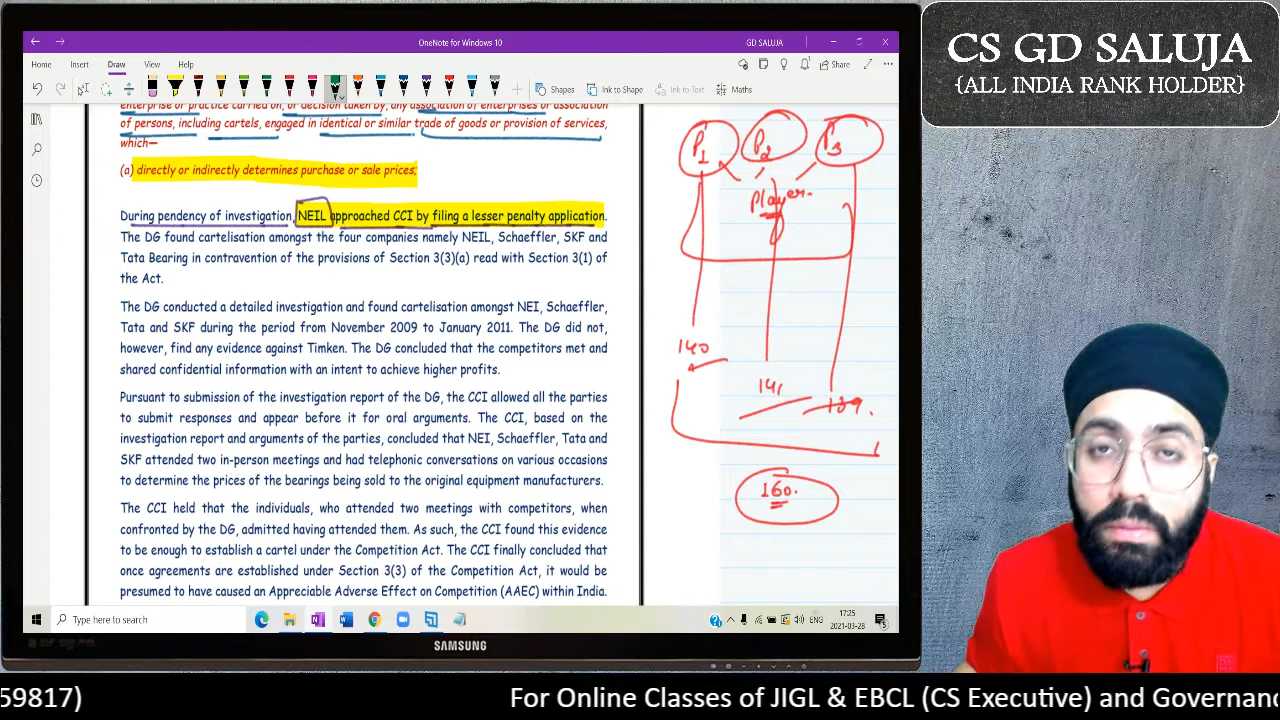 OneNote for Windows 10
GD SALUJA
Home
Insert
Draw
View
Help
Share
Shapes
Ink to Shape
Ink to Text
Maths
enterprise or practice carried on, or decision taken by, any association of enterprises or association
of persons, including cartels, engaged in identical or similar trade of goods or provision of services,
which—
(a) directly or indirectly determines purchase or sale prices;
During pendency of investigation, NEIL approached CCI by filing a lesser penalty application.
The DG found cartelisation amongst the four companies namely NEIL, Schaeffler, SKF and
Tata Bearing in contravention of the provisions of Section 3(3)(a) read with Section 3(1) of
the Act.
The DG conducted a detailed investigation and found cartelisation amongst NEI, Schaeffler,
Tata and SKF during the period from November 2009 to January 2011. The DG did not,
however, find any evidence against Timken. The DG concluded that the competitors met and
shared confidential information with an intent to achieve higher profits.
Pursuant to submission of the investigation report of the DG, the CCI allowed all the parties
to submit responses and appear before it for oral arguments. The CCI, based on the
investigation report and arguments of the parties, concluded that NEI, Schaeffler, Tata and
SKF attended two in-person meetings and had telephonic conversations on various occasions
to determine the prices of the bearings being sold to the original equipment manufacturers.
The CCI held that the individuals, who attended two meetings with competitors, when
confronted by the DG, admitted having attended them. As such, the CCI found this evidence
to be enough to establish a cartel under the Competition Act. The CCI finally concluded that
once agreements are established under Section 3(3) of the Competition Act, it would be
presumed to have caused an Appreciable Adverse Effect on Competition (AAEC) within India.
P1 P2 P3
Player
140
141
139.
160.
Type here to search
ENG
17:25
2021-03-28
SAMSUNG
CS GD SALUJA
{ALL INDIA RANK HOLDER}
59817) For Online Classes of JIGL & EBCL (CS Executive) and Governanc